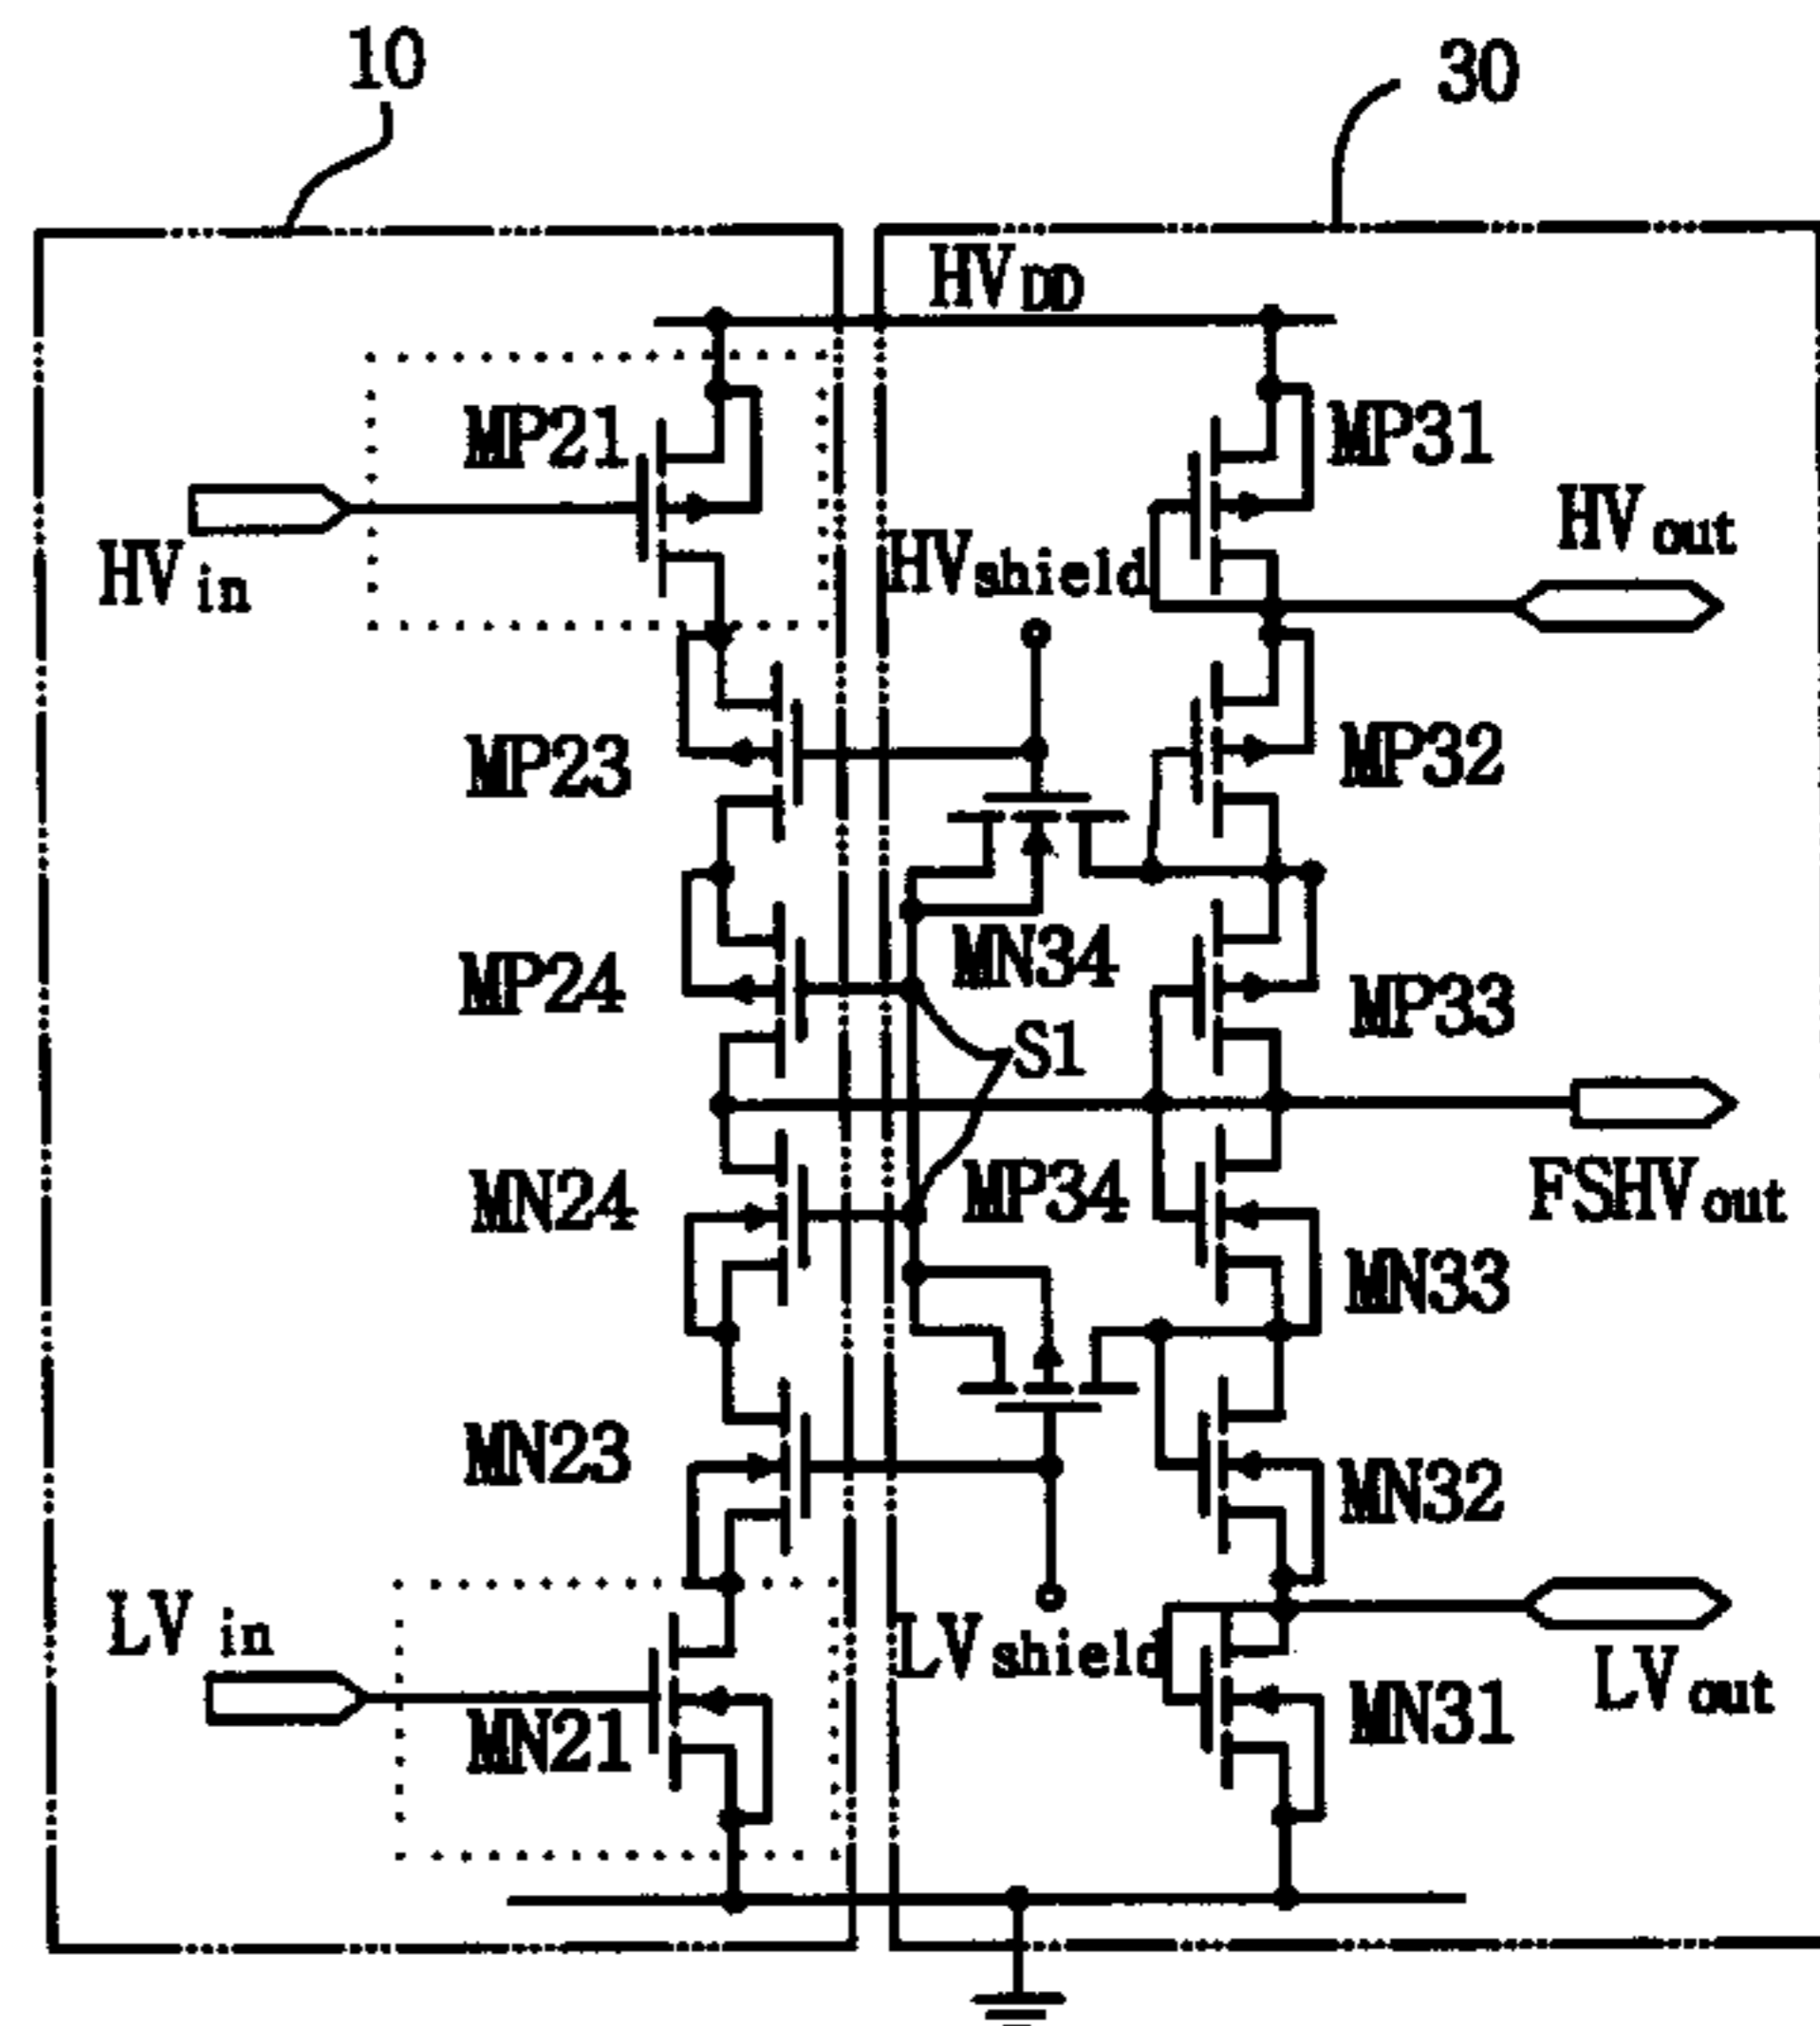 10
30
HVDD
MP21
MP31
HVin
HVshield
HVout
MP23
MP32
MN34
MP24
MP33
S1
MN24
MP34
FSHVout
MN33
MN23
MN32
LVin
LVshield
LVout
MN21
MN31